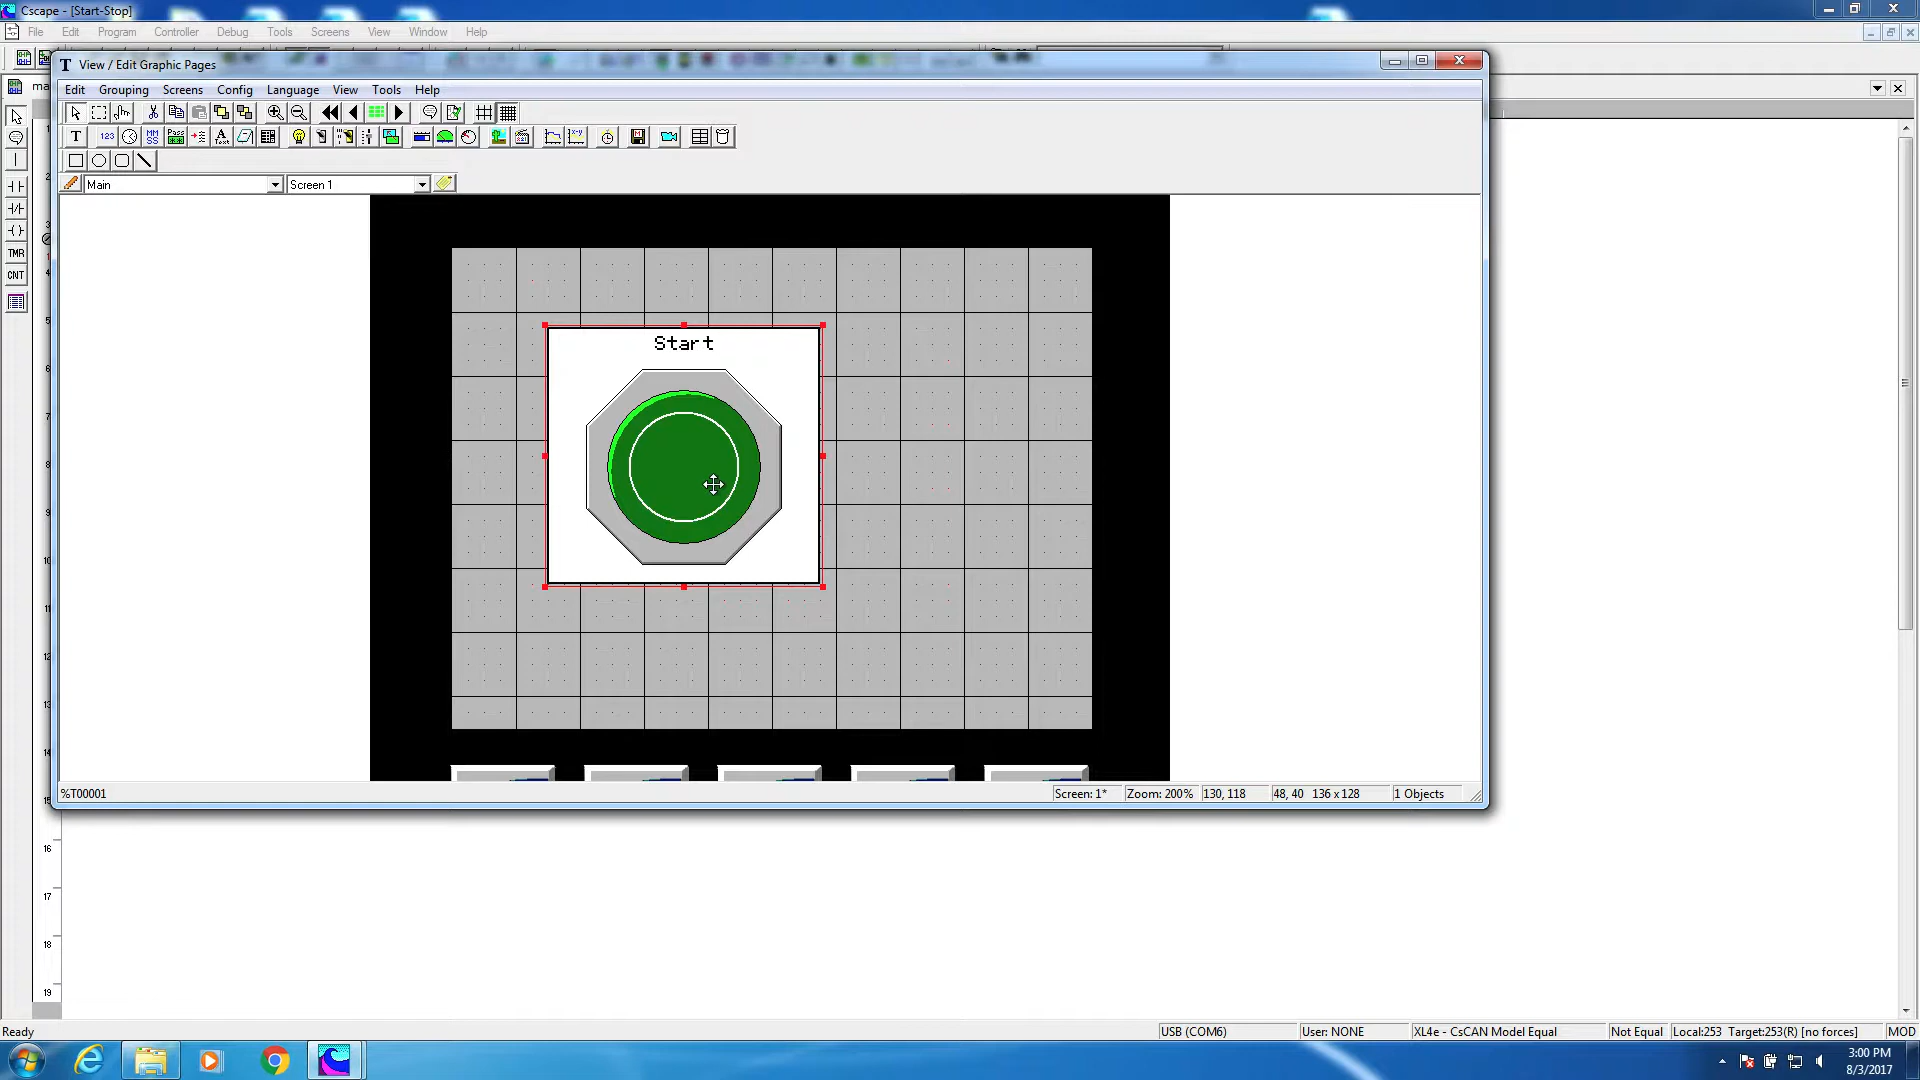 Cscape - [Start-Stop]
File Edit Program Controller Debug Tools Screens View Window Help
View / Edit Graphic Pages
Edit Grouping Screens Config Language View Tools Help
Main Screen 1
Start
TMR
CNT
%T00001 Screen: 1* Zoom: 200% 130, 118 48, 40 136 x 128 1 Objects
16
17
18
19
Ready USB (COM6) User: NONE XL4e - CsCAN Model Equal Not Equal Local:253 Target:253(R) [no forces] MOD
3:00 PM
8/3/2017